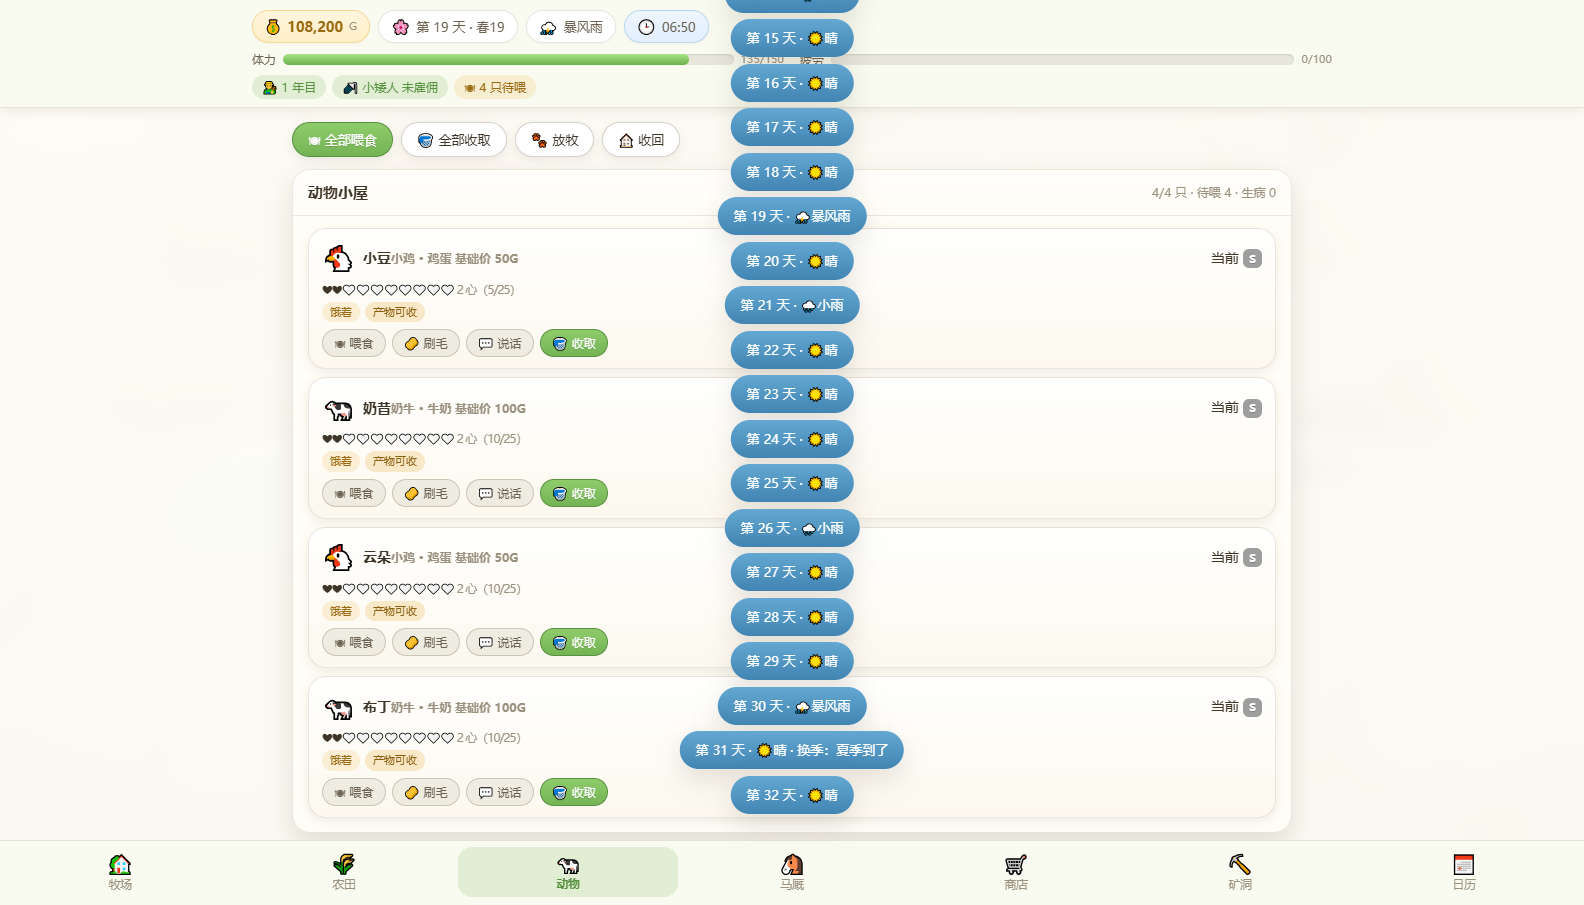 108,200 G
第 19 天 · 春19
暴风雨
06:50
体力
135/150
疲劳
0/100
1 年目
小矮人 未雇佣
4 只待喂
全部喂食
全部收取
放牧
收回
动物小屋
4/4 只 · 待喂 4 · 生病 0
小豆小鸡 • 鸡蛋 基础价 50G
当前 S
2心 (5/25)
饿着
产物可收
喂食
刷毛
说话
收取
奶昔奶牛 • 牛奶 基础价 100G
当前 S
2心 (10/25)
饿着
产物可收
喂食
刷毛
说话
收取
云朵小鸡 • 鸡蛋 基础价 50G
当前 S
2心 (10/25)
饿着
产物可收
喂食
刷毛
说话
收取
布丁奶牛 • 牛奶 基础价 100G
当前 S
2心 (10/25)
饿着
产物可收
喂食
刷毛
说话
收取
第 15 天 · 晴
第 16 天 · 晴
第 17 天 · 晴
第 18 天 · 晴
第 19 天 · 暴风雨
第 20 天 · 晴
第 21 天 · 小雨
第 22 天 · 晴
第 23 天 · 晴
第 24 天 · 晴
第 25 天 · 晴
第 26 天 · 小雨
第 27 天 · 晴
第 28 天 · 晴
第 29 天 · 晴
第 30 天 · 暴风雨
第 31 天 · 晴 · 换季：夏季到了
第 32 天 · 晴
牧场
农田
动物
马厩
商店
矿洞
日历